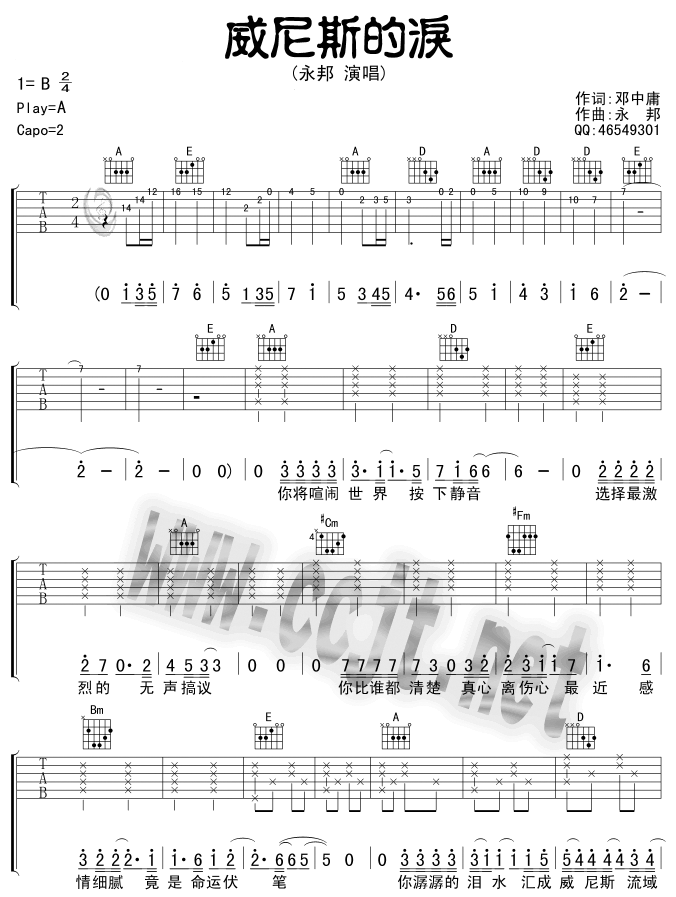 威尼斯的淚
(永邦 演唱)
1= B 2/4
作词:邓中庸
Play=A
作曲:永 邦
Capo=2
QQ:46549301
A E A D A D D E
T A B 2 4 14 14 12 16 15 12 0 2 2 0 0 4 5 0 2 3 5 3 0 2 0 5 10 9 10 7 7
(0 1 3 5 | 7 6 | 5 1 3 5 | 7 1 | 5 3 4 5 | 4· 5 6 | 5 1 | 4 3 | 1 6 | 2 - |
E A D E
T A B 7 7
2 - | 2 - | 0 0) | 0 3 3 3 3 | 3· 1 1· 5 | 7 1 6 6 | 6 - | 0 2 2 2 2 |
你将喧闹 世 界 按 下静音 选择最激
A #Cm #Fm
4
2 7 0· 2 | 4 5 3 3 | 0 0 | 0 7 7 7 7 | 7 7 0 3 2 | 0 2 3 1 1 7 | 1· 6
烈的 无 声搞议 你比谁都 清楚 真心 离伤心 最 近 感
www.ccjt.net
Bm E A D
T A B
3 2 2 2· 1 | 1· 6 6 2 | 2· 6 6 5 | 5 0 | 0 3 3 3· 4 | 3 1 1 1 1 | 5 4 4 4· 5 4 3 4
情细腻 竟 是 命运伏 笔 你潺潺的 泪 水 汇成 威 尼斯 流域